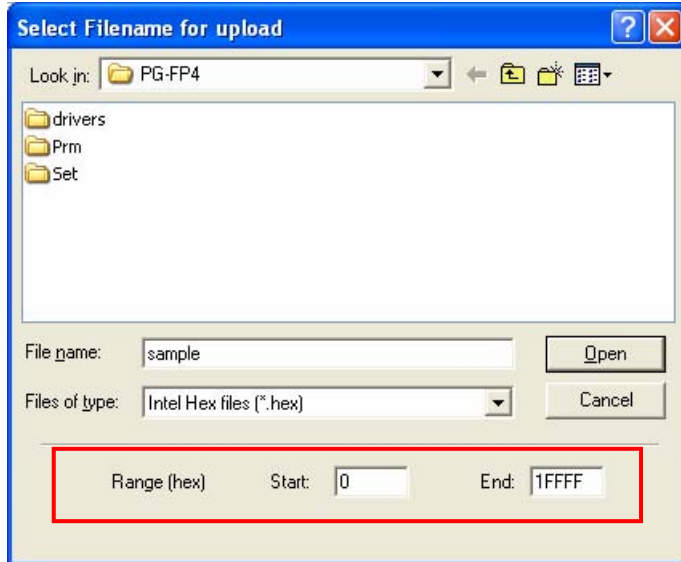 Select Filename for upload
Look in: PG-FP4
drivers
Prm
Set
File name: sample Open
Files of type: Intel Hex files (*.hex) Cancel
Range (hex) Start: 0 End: 1FFFF